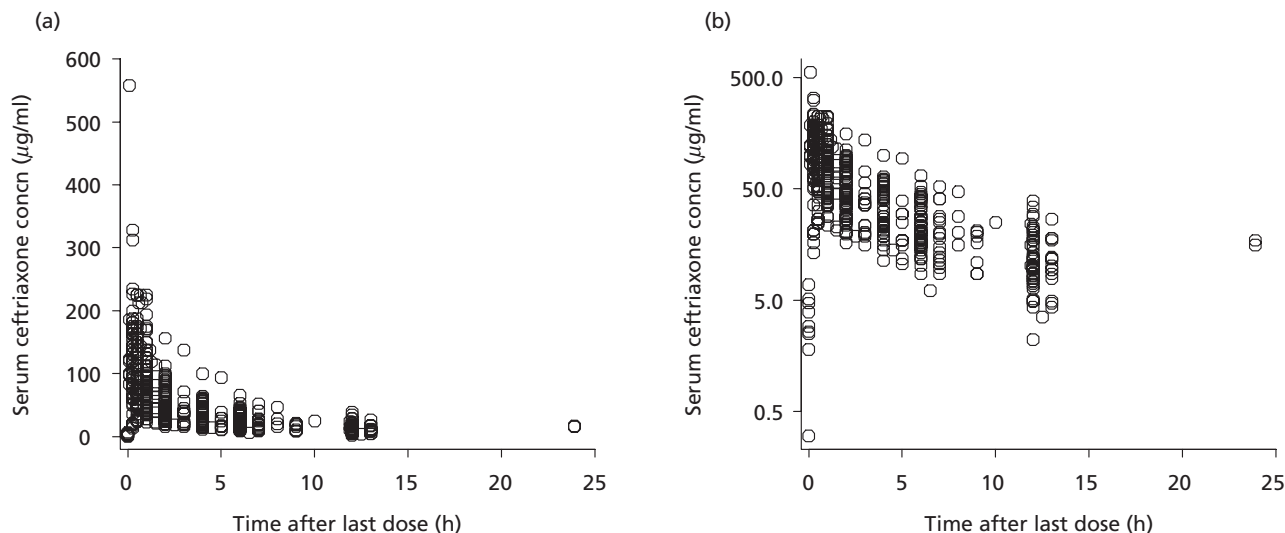 (a)
600
500
400
300
200
100
0
Serum ceftriaxone concn (μg/ml)
0 5 10 15 20 25
Time after last dose (h)
(b)
500.0
50.0
5.0
0.5
Serum ceftriaxone concn (μg/ml)
0 5 10 15 20 25
Time after last dose (h)